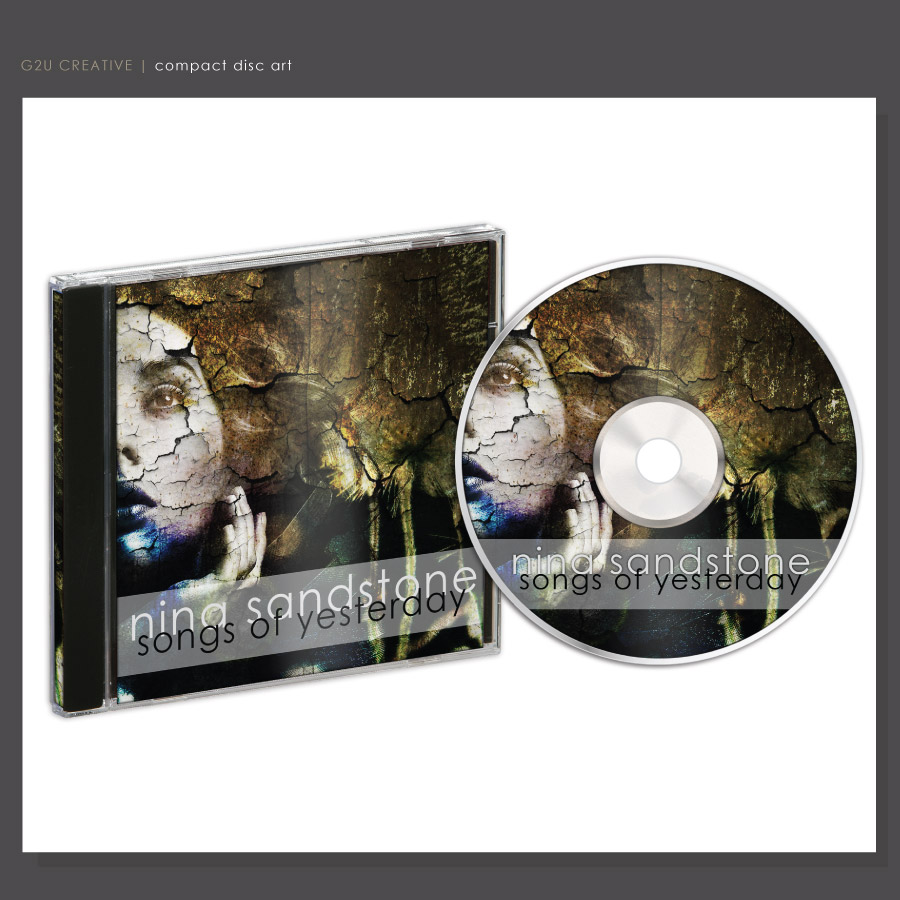 G2U CREATIVE | compact disc art
nina sandstone
songs of yesterday
nina sandstone
songs of yesterday